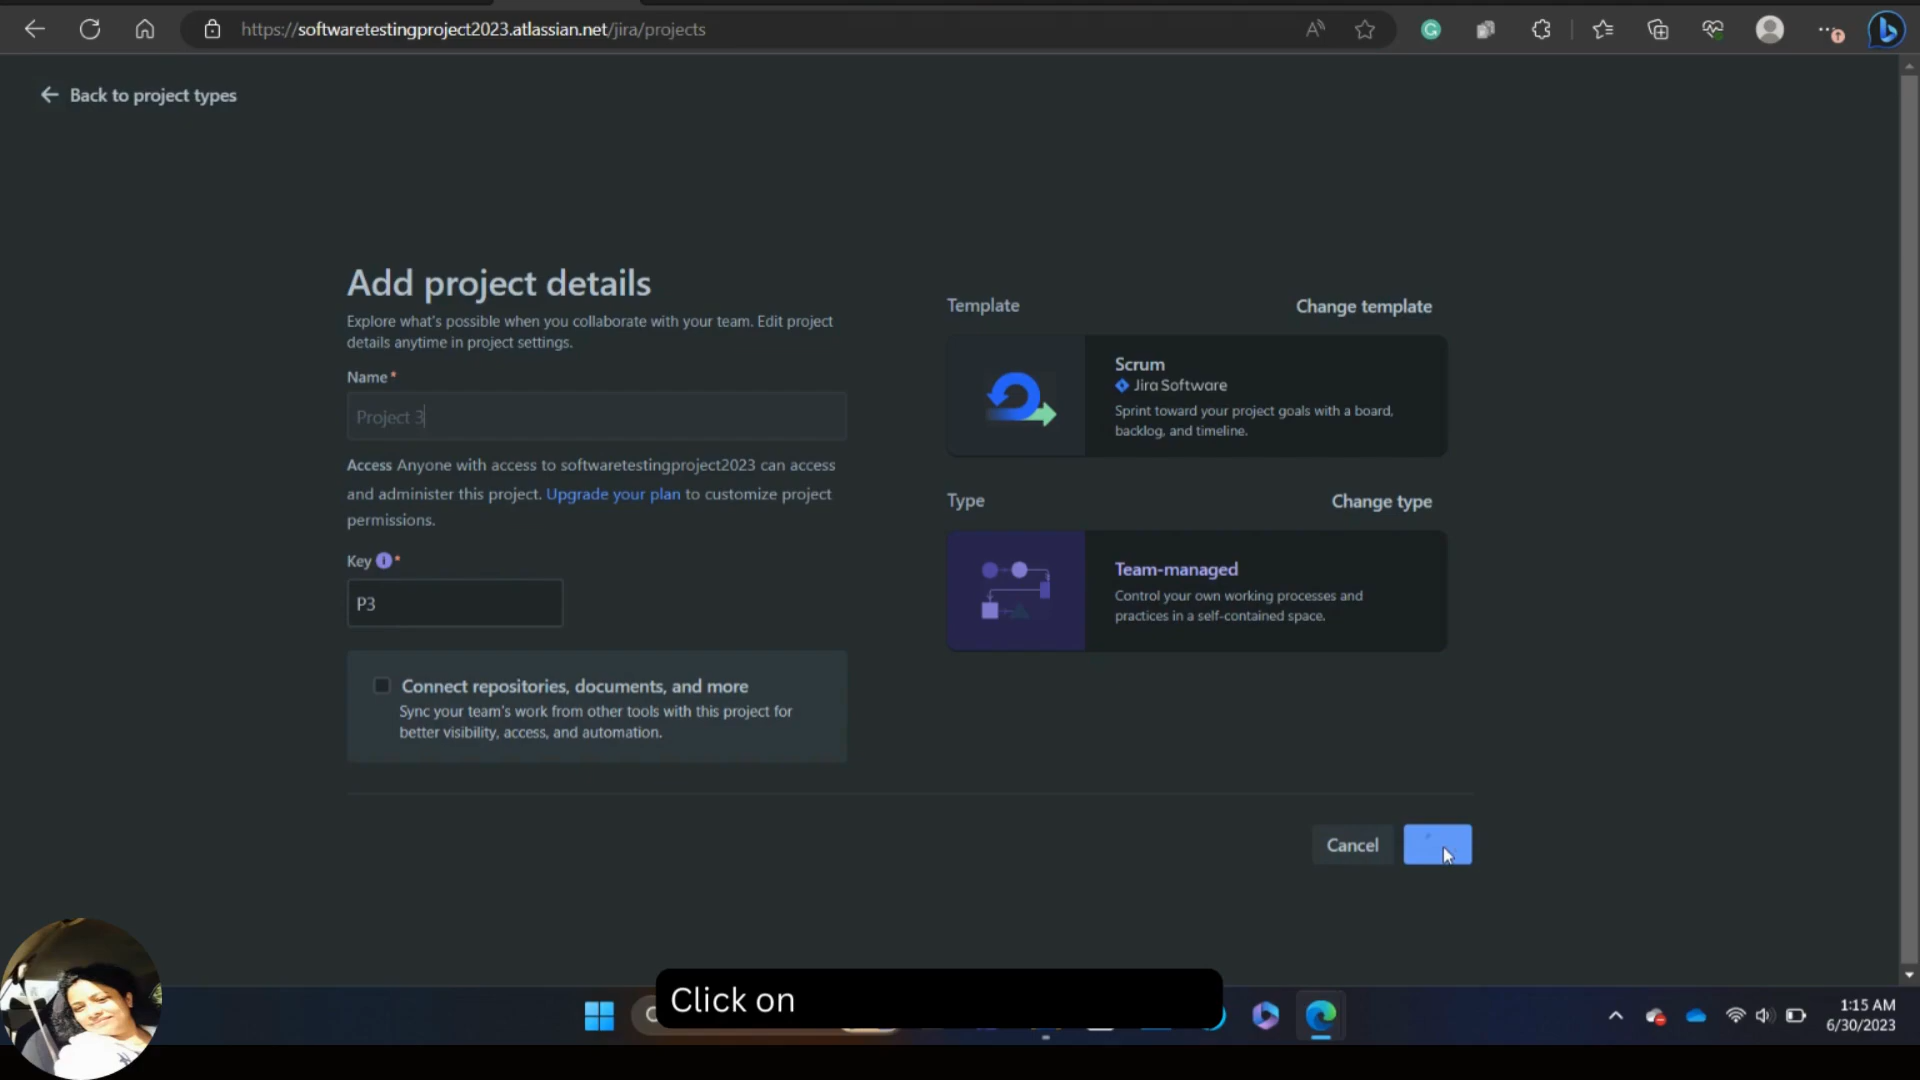 https://softwaretestingproject2023.atlassian.net/jira/projects
Back to project types
Add project details
Explore what's possible when you collaborate with your team. Edit project
details anytime in project settings.
Name*
Project 3
Access Anyone with access to softwaretestingproject2023 can access
and administer this project. Upgrade your plan to customize project
permissions.
Key *
P3
Connect repositories, documents, and more
Sync your team's work from other tools with this project for
better visibility, access, and automation.
Template
Change template
Scrum
Jira Software
Sprint toward your project goals with a board,
backlog, and timeline.
Type
Change type
Team-managed
Control your own working processes and
practices in a self-contained space.
Cancel
Click on
1:15 AM
6/30/2023